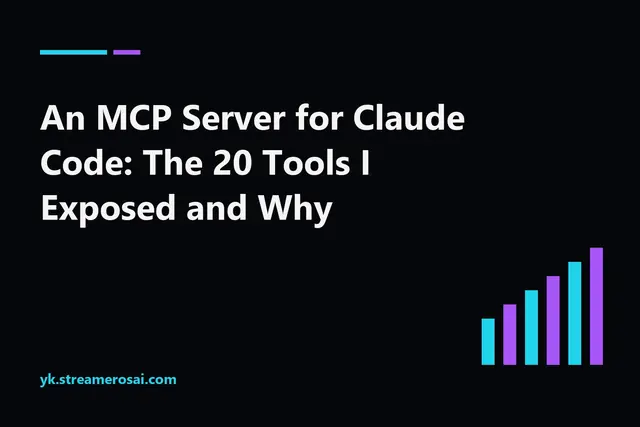 An MCP Server for Claude
Code: The 20 Tools I
Exposed and Why
yk.streamerosai.com